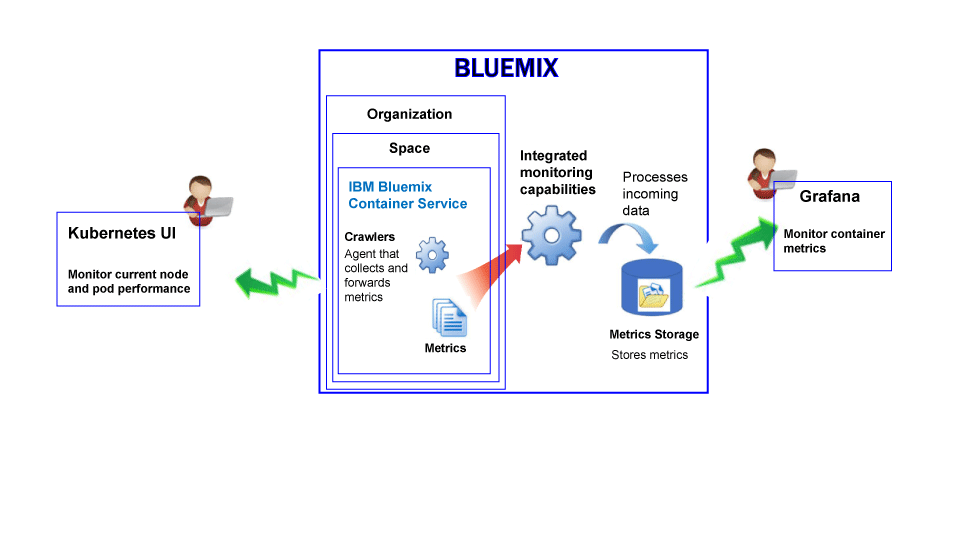 BLUEMIX
Organization
Space
IBM Bluemix
Container Service
Crawlers
Agent that
collects and
forwards
metrics
Metrics
Integrated
monitoring
capabilities
Processes
incoming
data
Metrics Storage
Stores metrics
Kubernetes UI
Monitor current node
and pod performance
Grafana
Monitor container
metrics